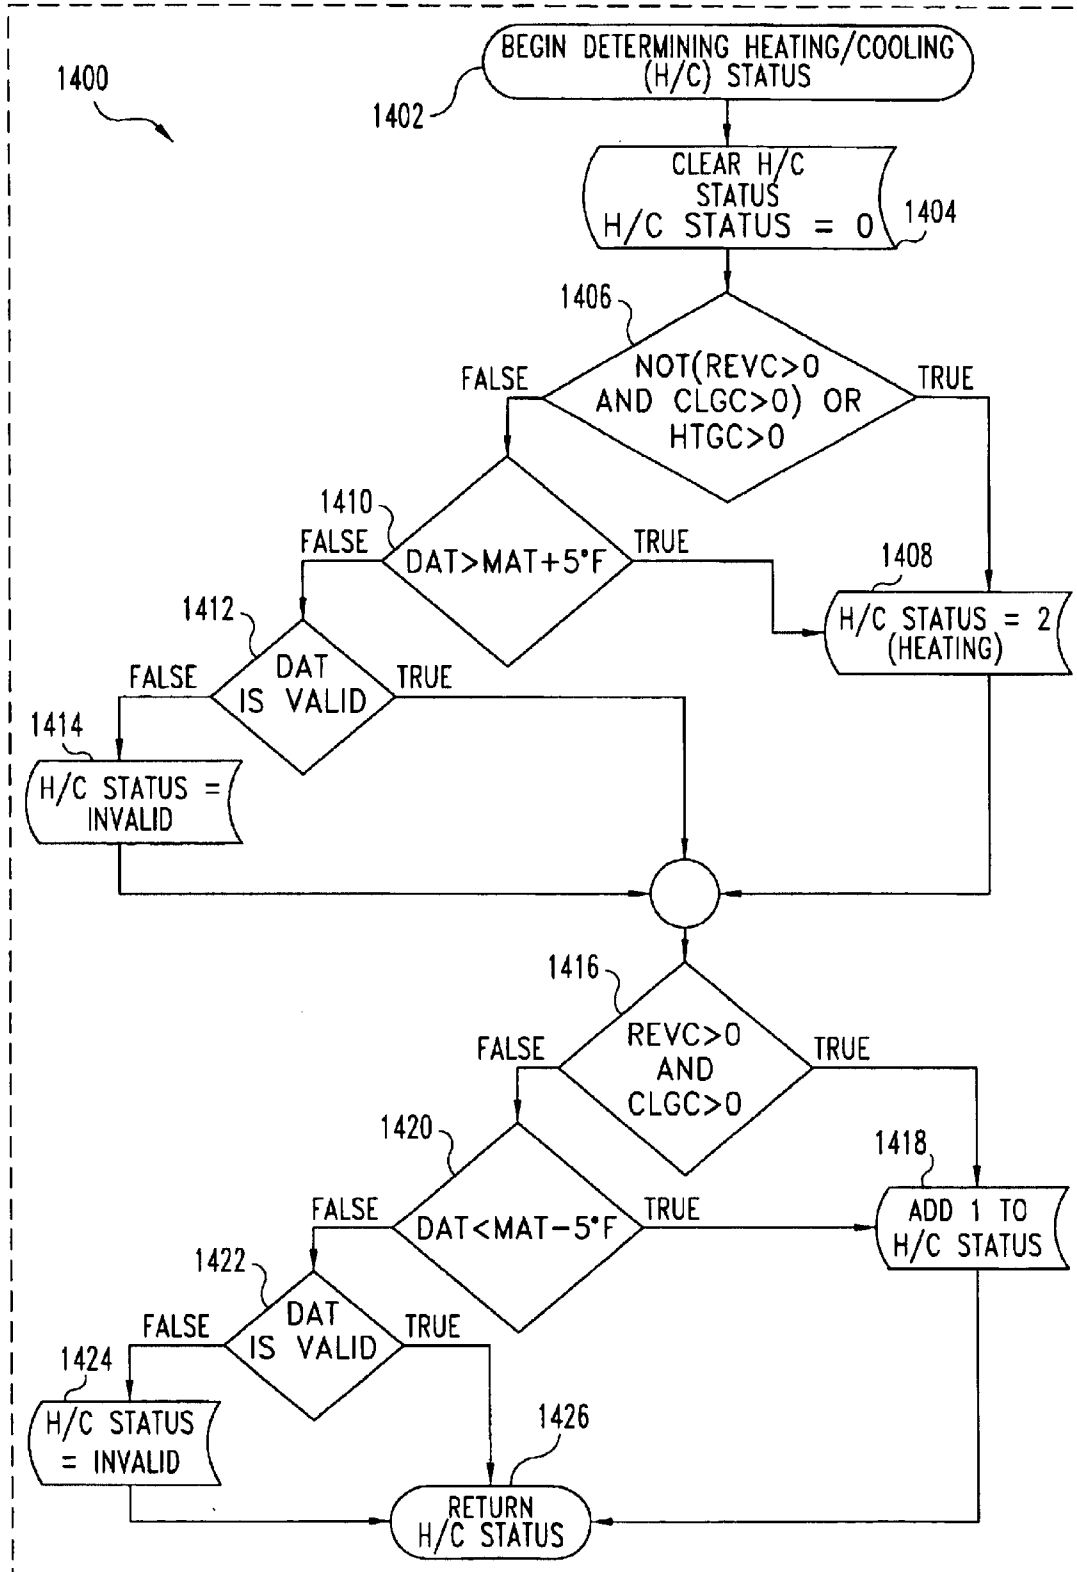 1400
BEGIN DETERMINING HEATING/COOLING
(H/C) STATUS
1402
CLEAR H/C
STATUS
H/C STATUS = 0
1404
1406
NOT(REVC>0
AND CLGC>0) OR
HTGC>0
FALSE
TRUE
1410
DAT>MAT+5°F
FALSE
TRUE
1408
H/C STATUS = 2
(HEATING)
1412
DAT
IS VALID
FALSE
TRUE
1414
H/C STATUS =
INVALID
1416
REVC>0
AND
CLGC>0
FALSE
TRUE
1420
DAT<MAT−5°F
FALSE
TRUE
1418
ADD 1 TO
H/C STATUS
1422
DAT
IS VALID
FALSE
TRUE
1424
H/C STATUS
= INVALID
1426
RETURN
H/C STATUS